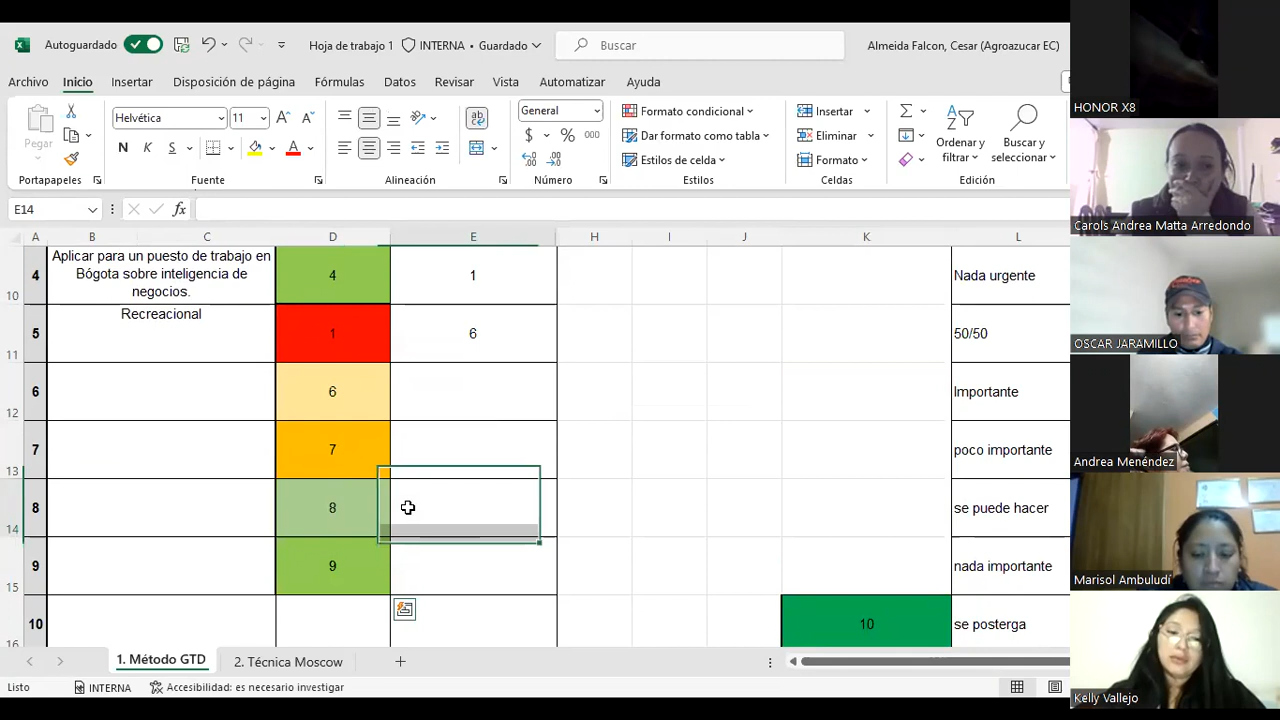 Autoguardado
Hoja de trabajo 1
INTERNA • Guardado
Buscar
Almeida Falcon, Cesar (Agroazucar EC)
Archivo
Inicio
Insertar
Disposición de página
Fórmulas
Datos
Revisar
Vista
Automatizar
Ayuda
Pegar
Portapapeles
Helvética
11
N
K
S
A
Fuente
ab
Alineación
General
$
%
000
Número
Formato condicional
Dar formato como tabla
Estilos de celda
Estilos
Insertar
Eliminar
Formato
Celdas
Ordenar y
filtrar
Buscar y
seleccionar
Edición
E14
fx
A B C D E H I J K L
4
Aplicar para un puesto de trabajo en
Bógota sobre inteligencia de
negocios.
4
1
Nada urgente
10
5
Recreacional
1
6
50/50
11
6
6
Importante
12
7
7
poco importante
13
8
8
se puede hacer
14
9
9
nada importante
15
10
10
se posterga
16
1. Método GTD
2. Técnica Moscow
Listo
INTERNA
Accesibilidad: es necesario investigar
HONOR X8
Carols Andrea Matta Arredondo
OSCAR JARAMILLO
Andrea Menéndez
Marisol Ambuludí
Kelly Vallejo